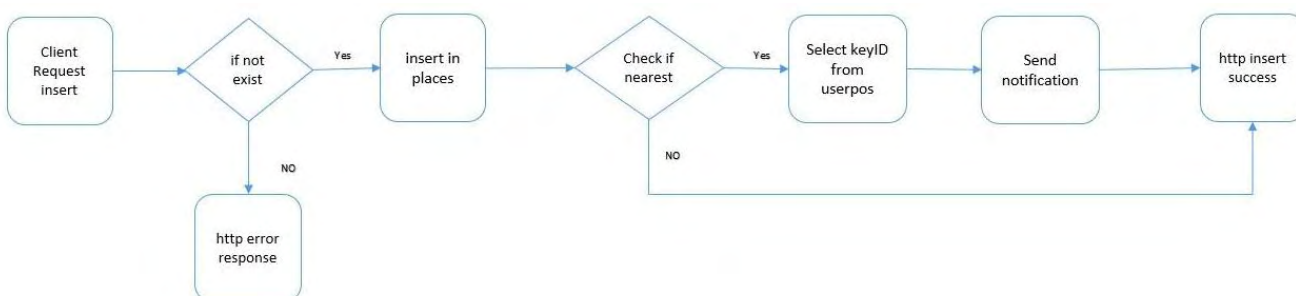 Client
Request
insert
if not
exist
Yes
insert in
places
Check if
nearest
Yes
Select keyID
from
userpos
Send
notification
http insert
success
NO
NO
http error
response